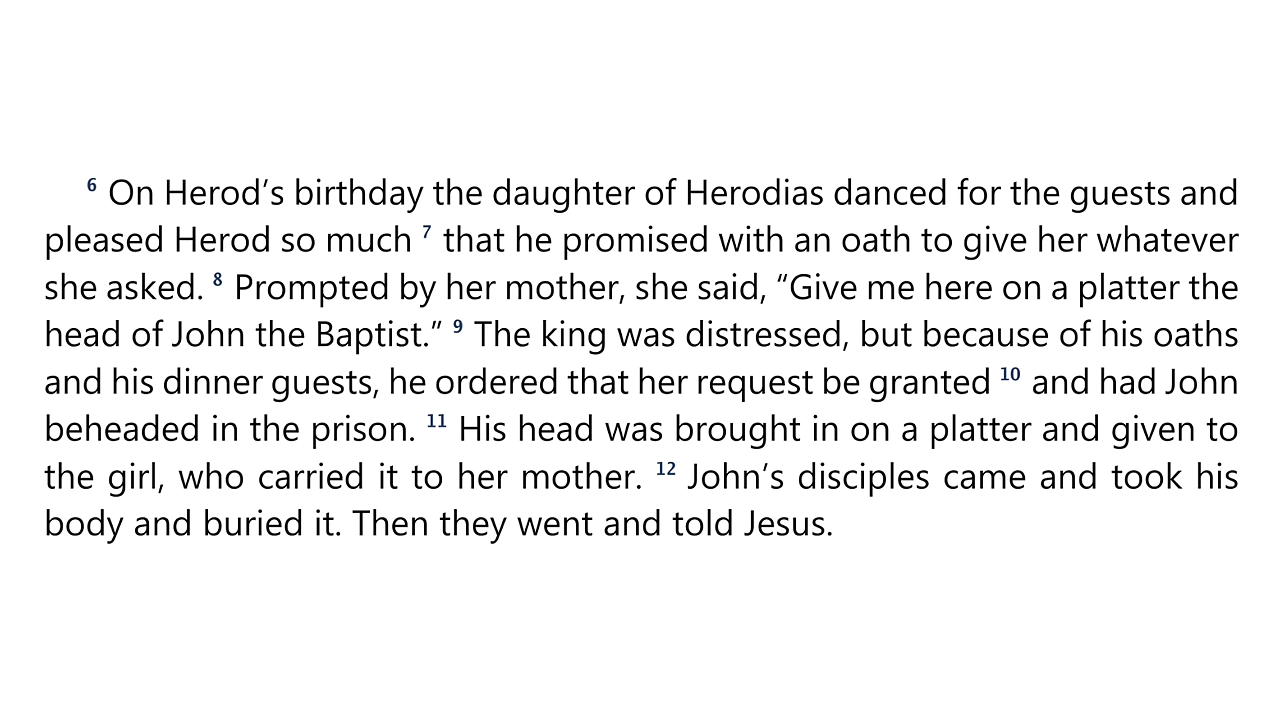 6 On Herod’s birthday the daughter of Herodias danced for the guests and
pleased Herod so much 7 that he promised with an oath to give her whatever
she asked. 8 Prompted by her mother, she said, “Give me here on a platter the
head of John the Baptist.” 9 The king was distressed, but because of his oaths
and his dinner guests, he ordered that her request be granted 10 and had John
beheaded in the prison. 11 His head was brought in on a platter and given to
the girl, who carried it to her mother. 12 John’s disciples came and took his
body and buried it. Then they went and told Jesus.